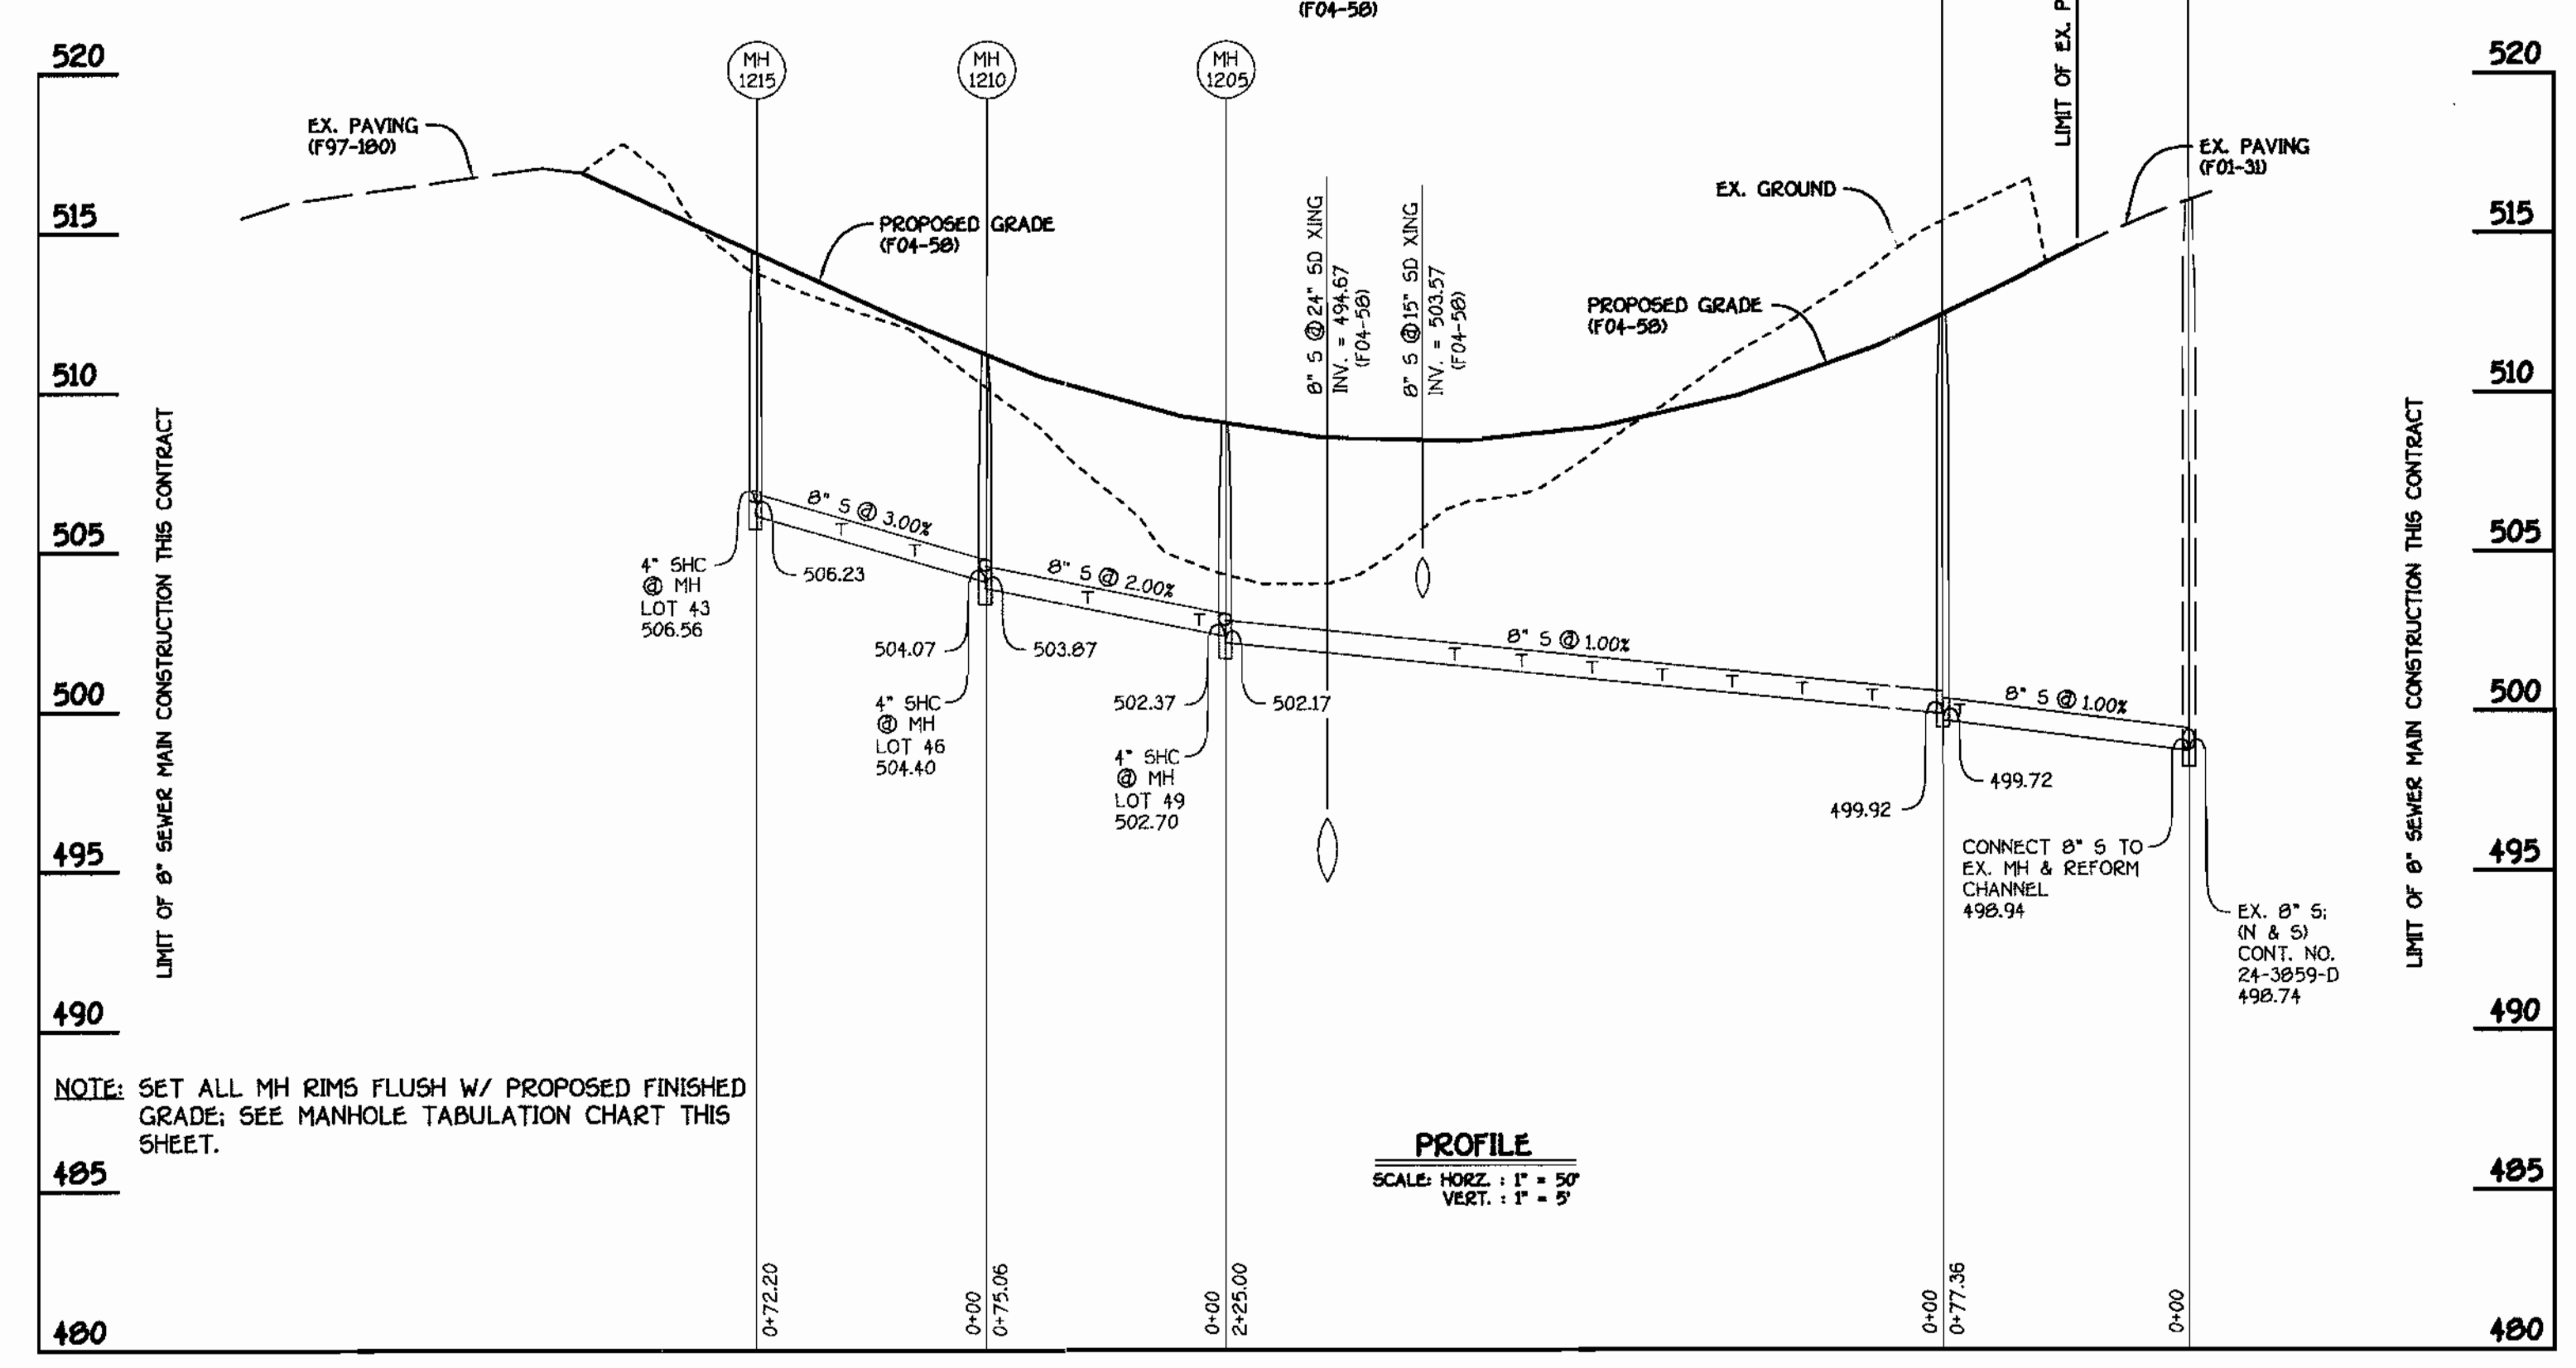 (F04-58)
LIMIT OF EX. P
520
520
MH
1215
MH
1210
MH
1205
EX. PAVING
(F97-180)
EX. PAVING
(F01-31)
EX. GROUND
515
515
PROPOSED GRADE
(F04-58)
8" S @ 24" SD XING
INV. = 494.67
(F04-58)
8" S @ 15" SD XING
INV. = 503.57
(F04-58)
PROPOSED GRADE
(F04-58)
510
510
LIMIT OF 8" SEWER MAIN CONSTRUCTION THIS CONTRACT
LIMIT OF 8" SEWER MAIN CONSTRUCTION THIS CONTRACT
505
505
8" S @ 3.00%
T
T
4" SHC
@ MH
LOT 43
506.56
506.23
8" S @ 2.00%
T
T
504.07
503.87
4" SHC
@ MH
LOT 46
504.40
8" S @ 1.00%
T
T
T
T
T
T
T
T
8" S @ 1.00%
500
500
502.37
502.17
4" SHC
@ MH
LOT 49
502.70
499.92
499.72
495
495
CONNECT 8" S TO
EX. MH & REFORM
CHANNEL
498.94
EX. 8" S;
(N & S)
CONT. NO.
24-3859-D
498.74
490
490
NOTE: SET ALL MH RIMS FLUSH W/ PROPOSED FINISHED
GRADE; SEE MANHOLE TABULATION CHART THIS
SHEET.
PROFILE
SCALE: HORZ. : 1" = 50'
VERT. : 1" = 5'
485
485
0+72.20
0+00
0+75.06
0+00
2+25.00
0+00
0+77.36
0+00
480
480